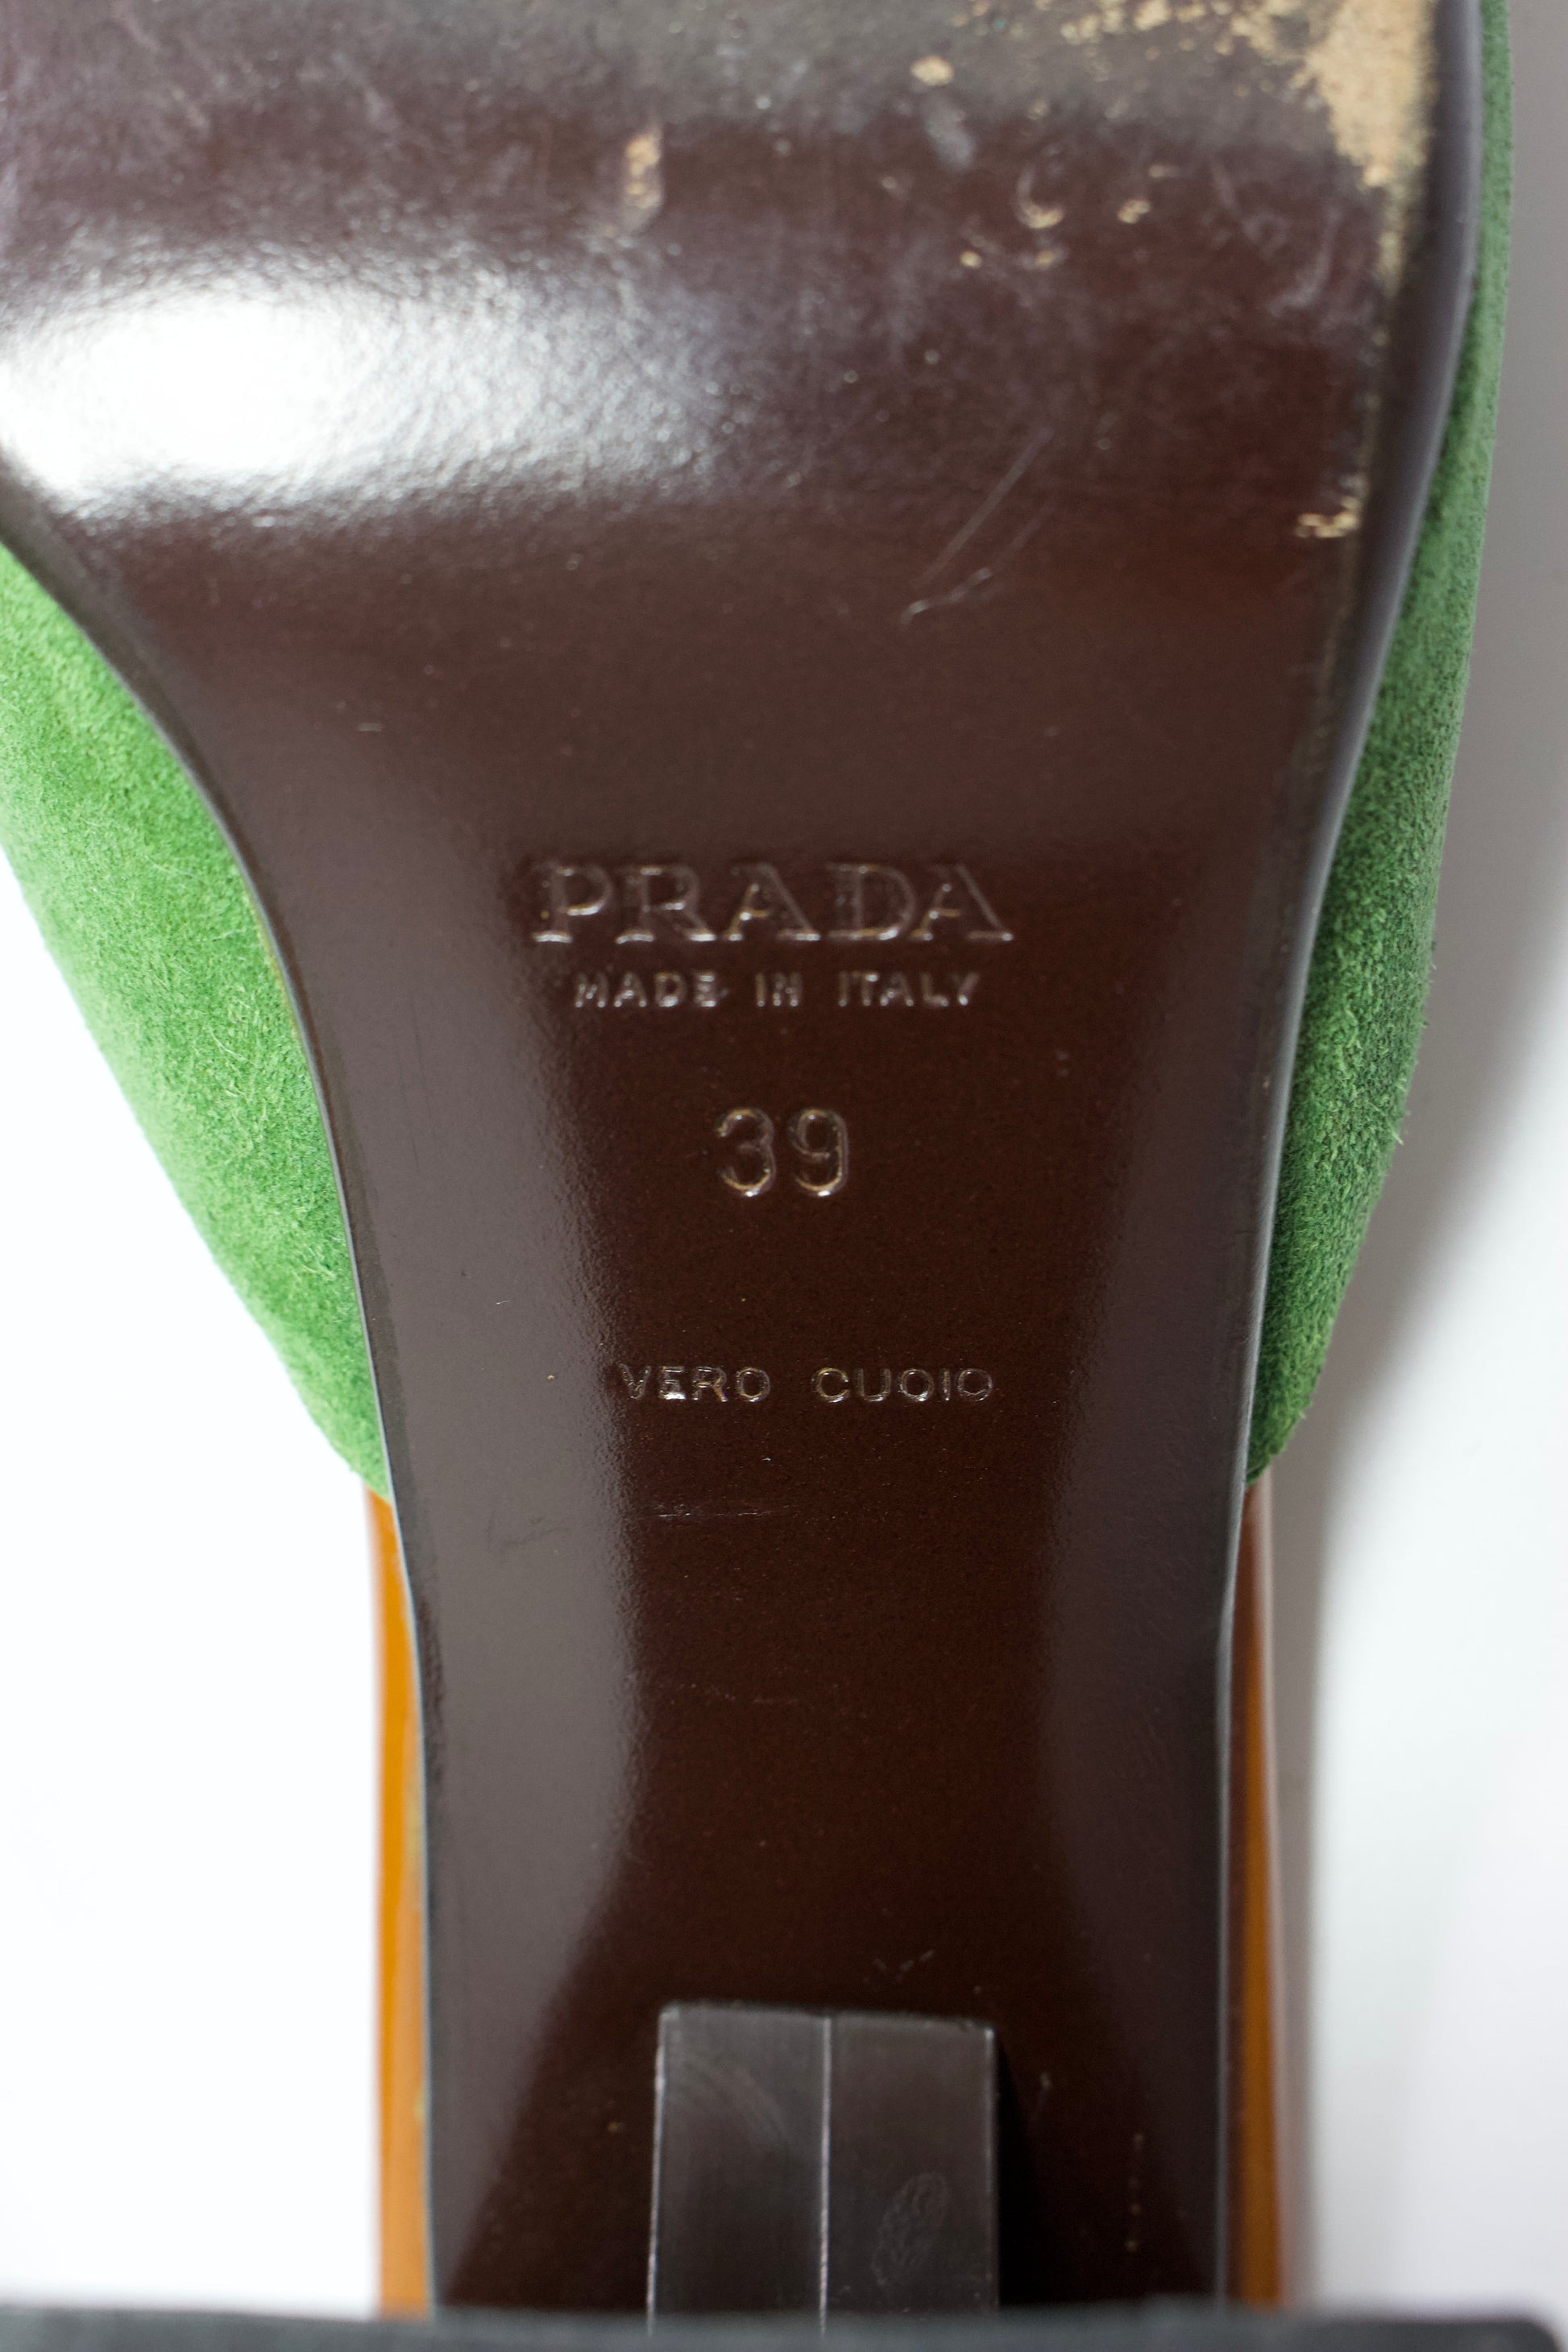 PRADA
MADE IN ITALY
39
VERO CUOIO